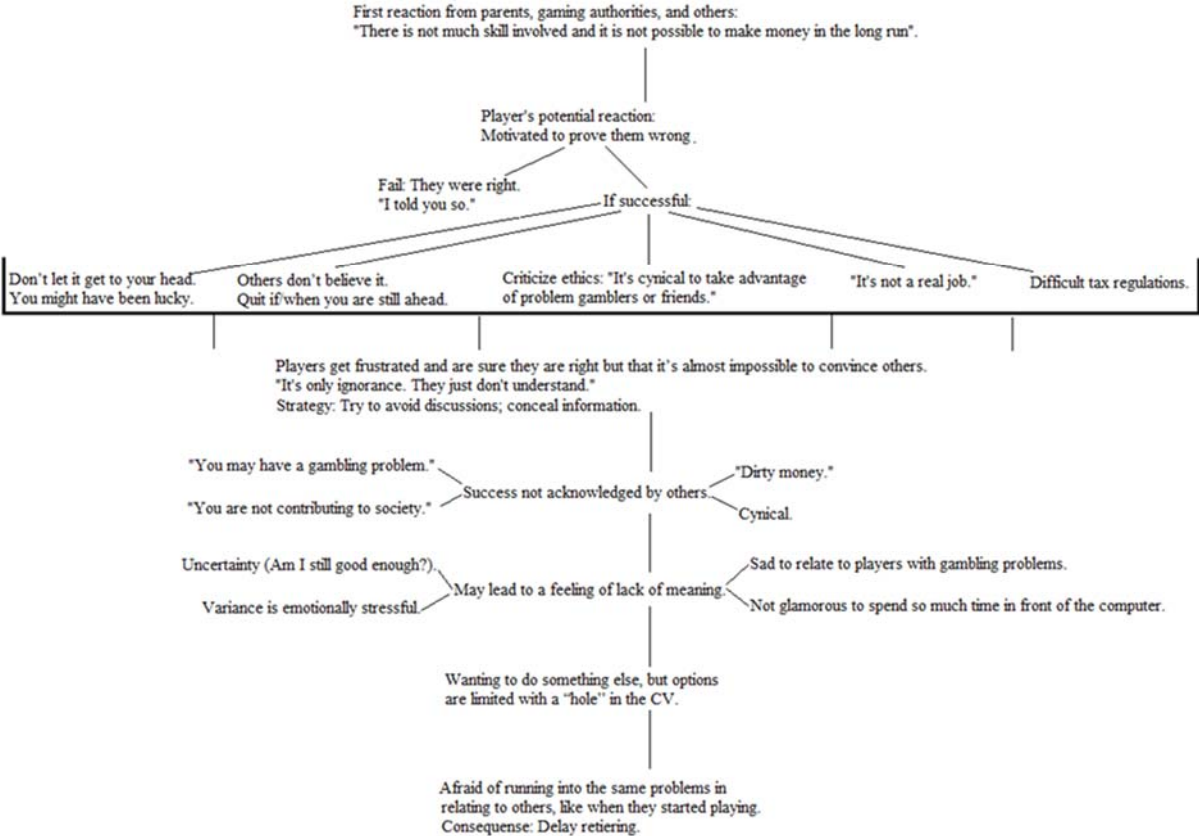 First reaction from parents, gaming authorities, and others:
"There is not much skill involved and it is not possible to make money in the long run".
Player's potential reaction:
Motivated to prove them wrong.
Fail: They were right.
"I told you so."
If successful:
Don't let it get to your head.
You might have been lucky.
Others don't believe it.
Quit if/when you are still ahead.
Criticize ethics: "It's cynical to take advantage
of problem gamblers or friends."
"It's not a real job."
Difficult tax regulations.
Players get frustrated and are sure they are right but that it's almost impossible to convince others.
"It's only ignorance. They just don't understand."
Strategy: Try to avoid discussions; conceal information.
"You may have a gambling problem."
"Dirty money."
Success not acknowledged by others.
"You are not contributing to society."
Cynical.
Uncertainty (Am I still good enough?).
Sad to relate to players with gambling problems.
May lead to a feeling of lack of meaning.
Variance is emotionally stressful.
Not glamorous to spend so much time in front of the computer.
Wanting to do something else, but options
are limited with a "hole" in the CV.
Afraid of running into the same problems in
relating to others, like when they started playing.
Consequense: Delay retiering.